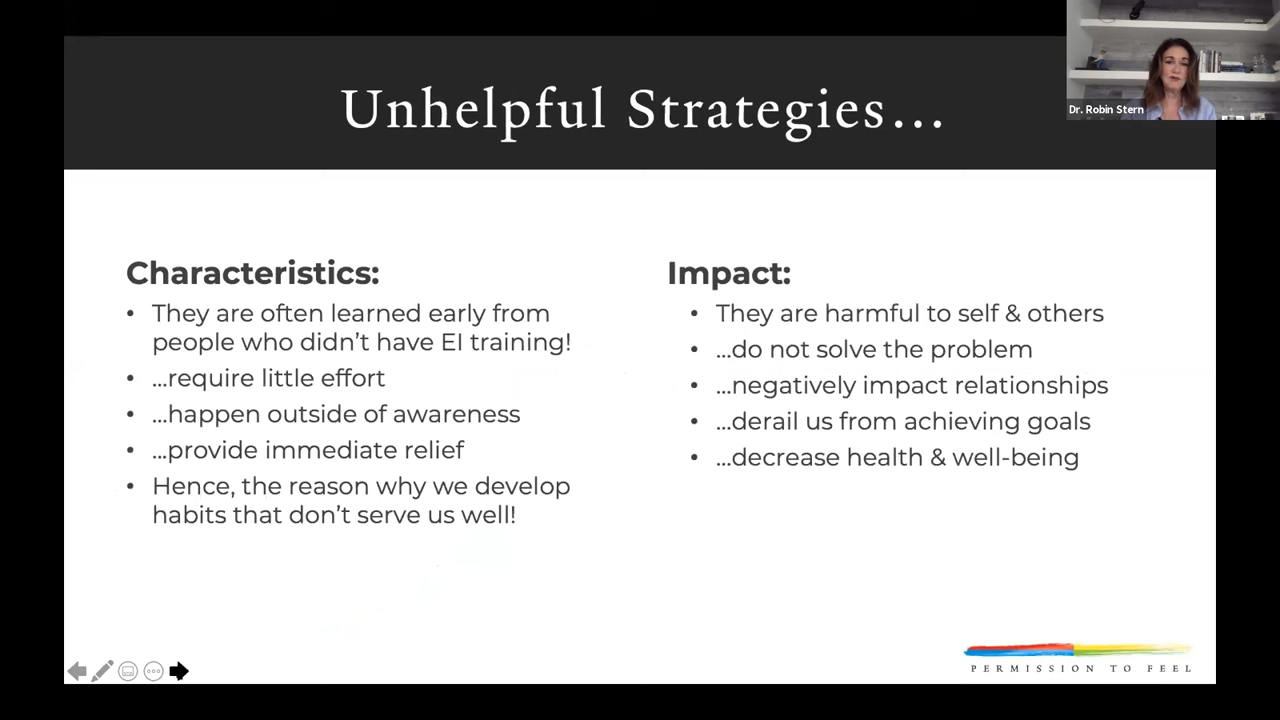 Unhelpful Strategies...
Dr. Robin Stern
Characteristics:
• They are often learned early from
people who didn't have EI training!
• ...require little effort
• ...happen outside of awareness
• ...provide immediate relief
• Hence, the reason why we develop
habits that don't serve us well!
Impact:
• They are harmful to self & others
• ...do not solve the problem
• ...negatively impact relationships
• ...derail us from achieving goals
• ...decrease health & well-being
PERMISSION TO FEEL